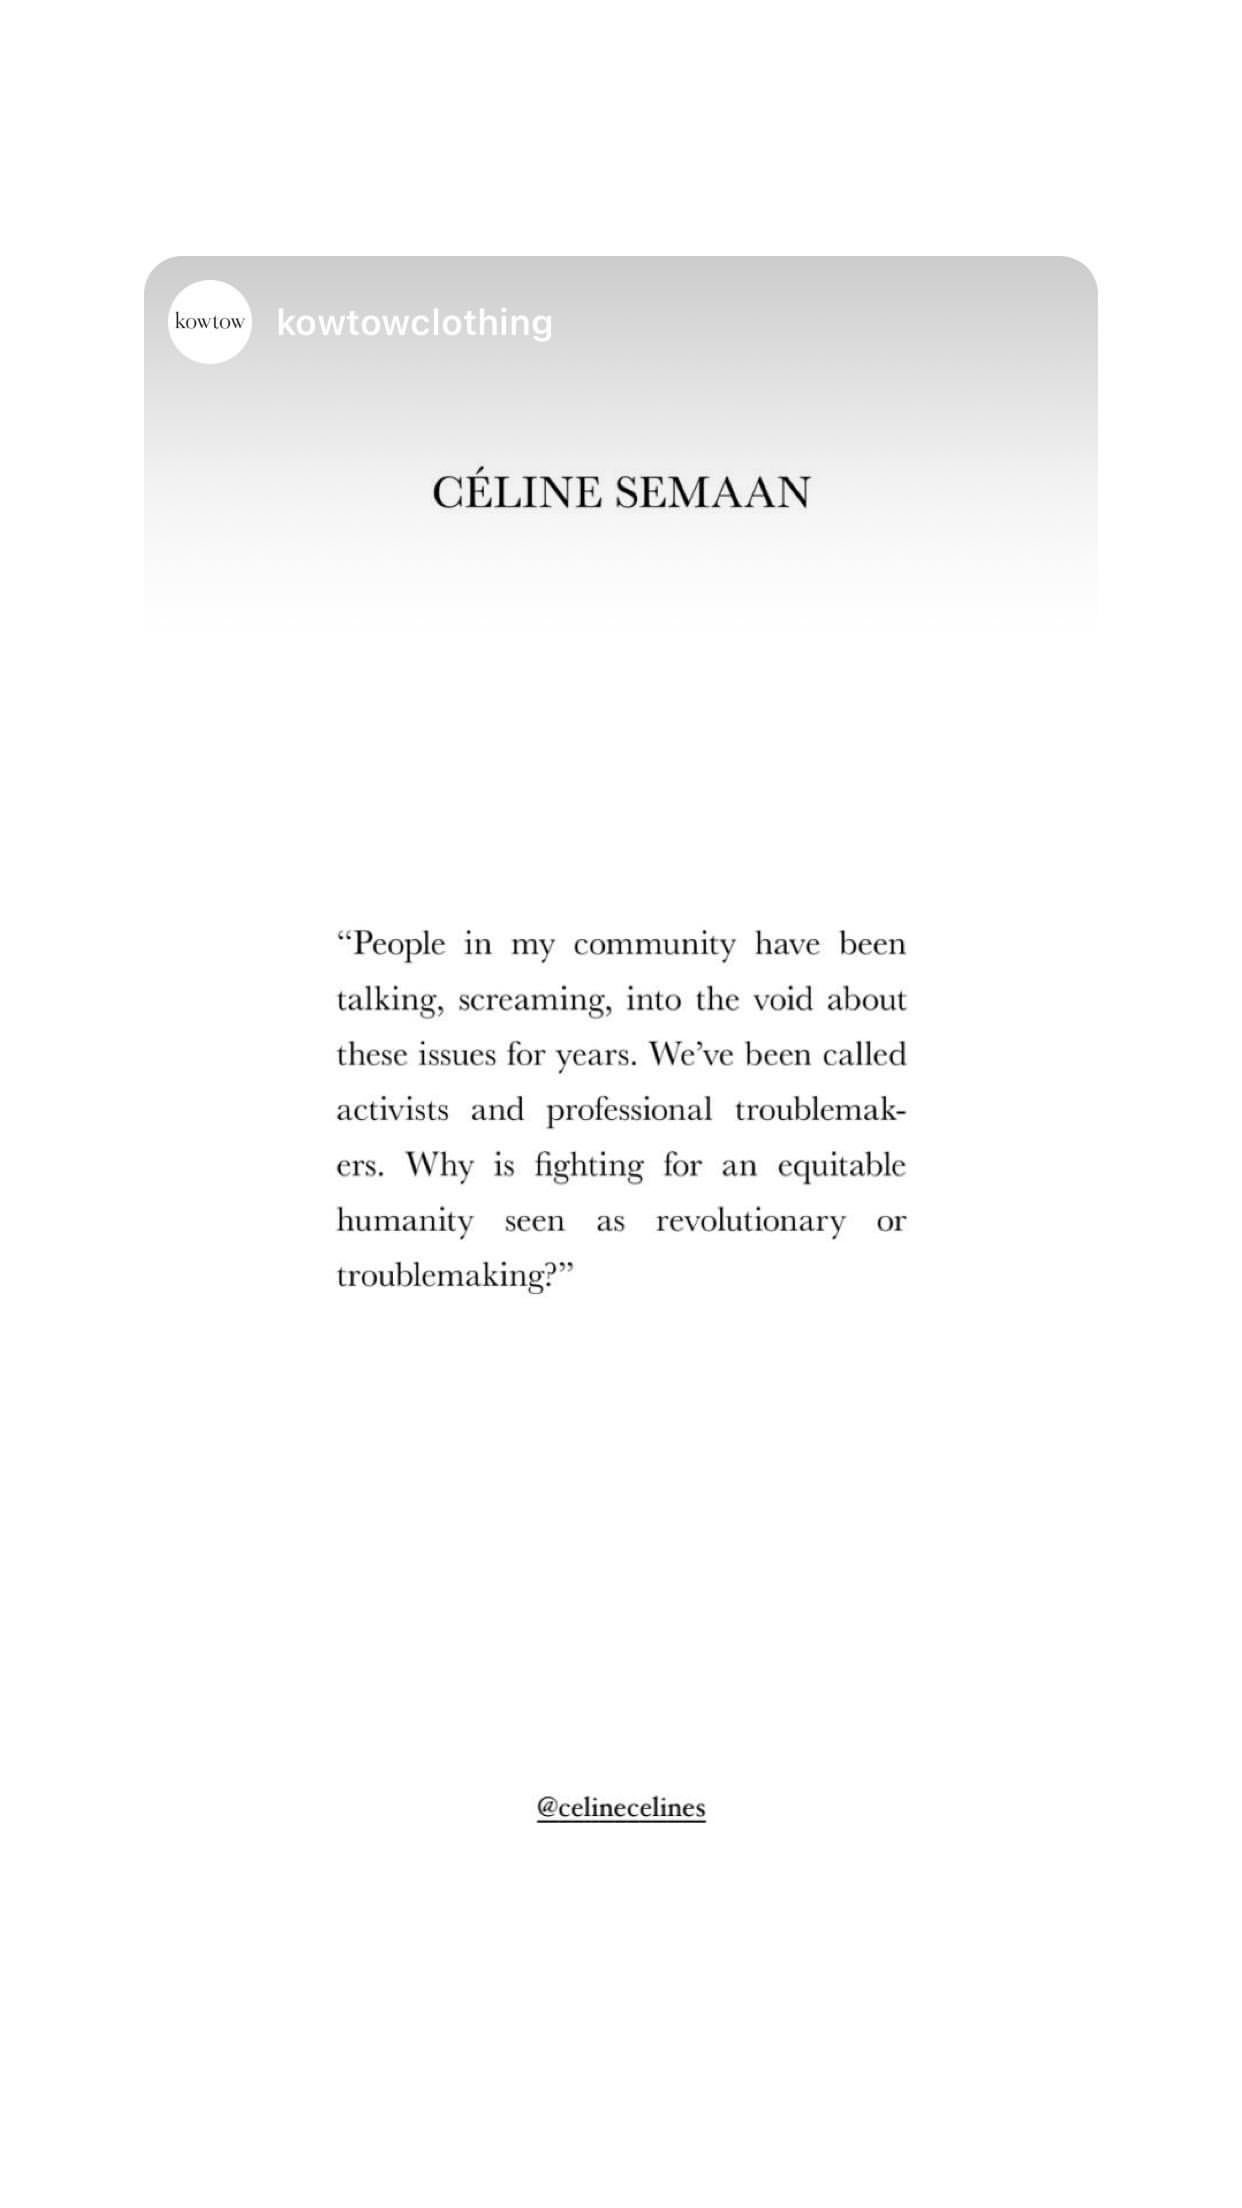 kowtow
kowtowclothing
CÉLINE SEMAAN
“People in my community have been
talking, screaming, into the void about
these issues for years. We’ve been called
activists and professional troublemak-
ers. Why is fighting for an equitable
humanity seen as revolutionary or
troublemaking?”
@celinecelines